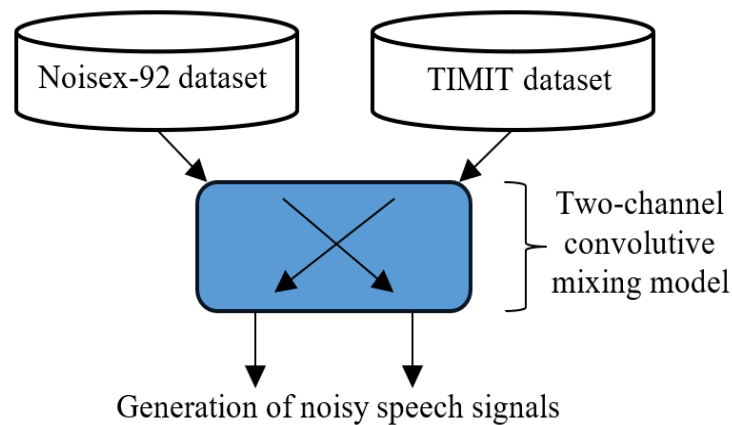 Noisex-92 dataset
TIMIT dataset
Two-channel
convolutive
mixing model
Generation of noisy speech signals